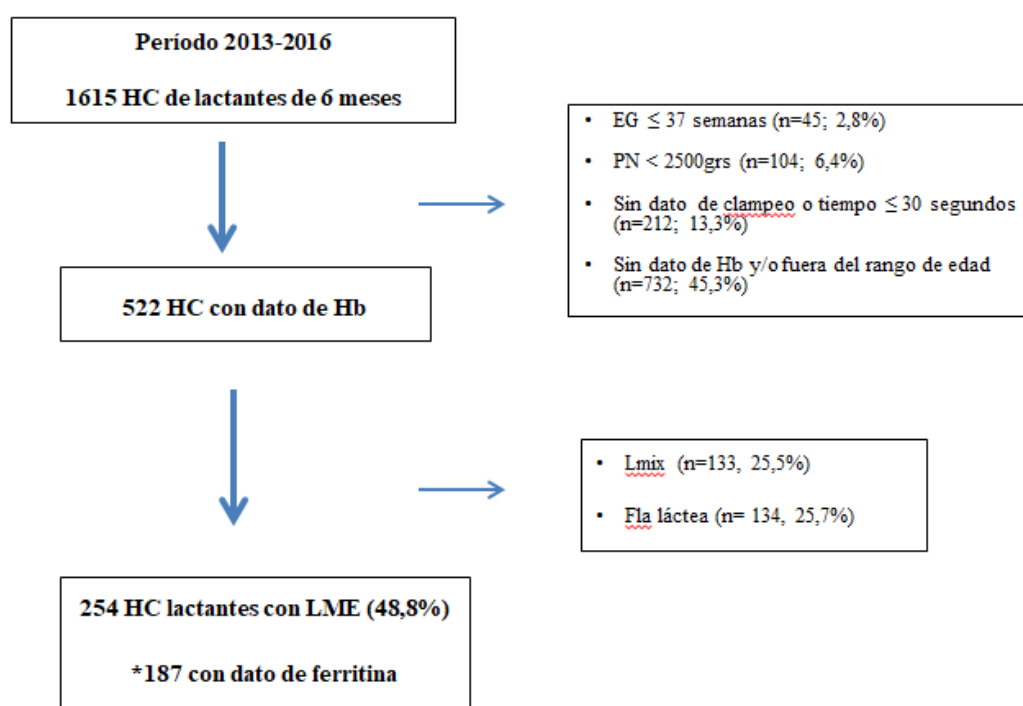 Período 2013-2016
1615 HC de lactantes de 6 meses
• EG ≤ 37 semanas (n=45; 2,8%)
• PN < 2500grs (n=104; 6,4%)
• Sin dato de clampeo o tiempo ≤ 30 segundos
(n=212; 13,3%)
• Sin dato de Hb y/o fuera del rango de edad
(n=732; 45,3%)
522 HC con dato de Hb
• Lmix (n=133, 25,5%)
• Fla láctea (n= 134, 25,7%)
254 HC lactantes con LME (48,8%)
*187 con dato de ferritina